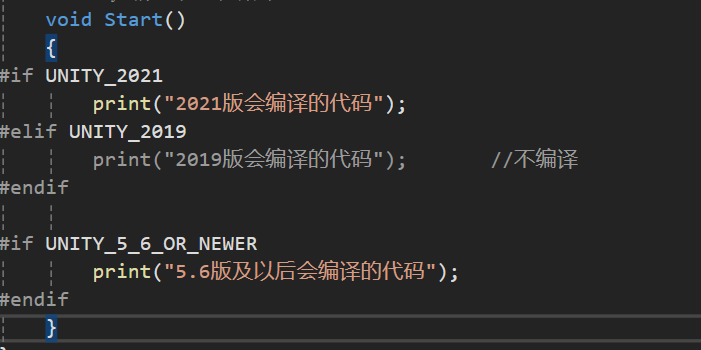 void Start()
{
#if UNITY_2021
print("2021版会编译的代码");
#elif UNITY_2019
print("2019版会编译的代码"); //不编译
#endif
#if UNITY_5_6_OR_NEWER
print("5.6版及以后会编译的代码");
#endif
}